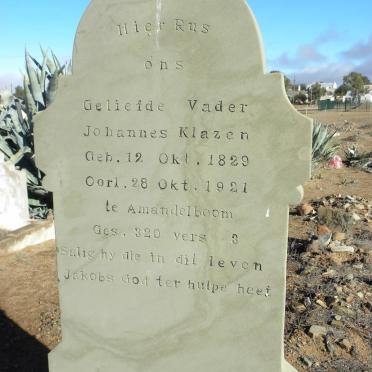 Hier Rus
ons
Geliefde Vader
Johannes Klazen
Geb. 12 Okt. 1829
Oorl. 28 Okt. 1921
te Amandelboom
Ges. 320 vers 3
Salig hy die in dit leven
Jakobs God ter hulpe heef